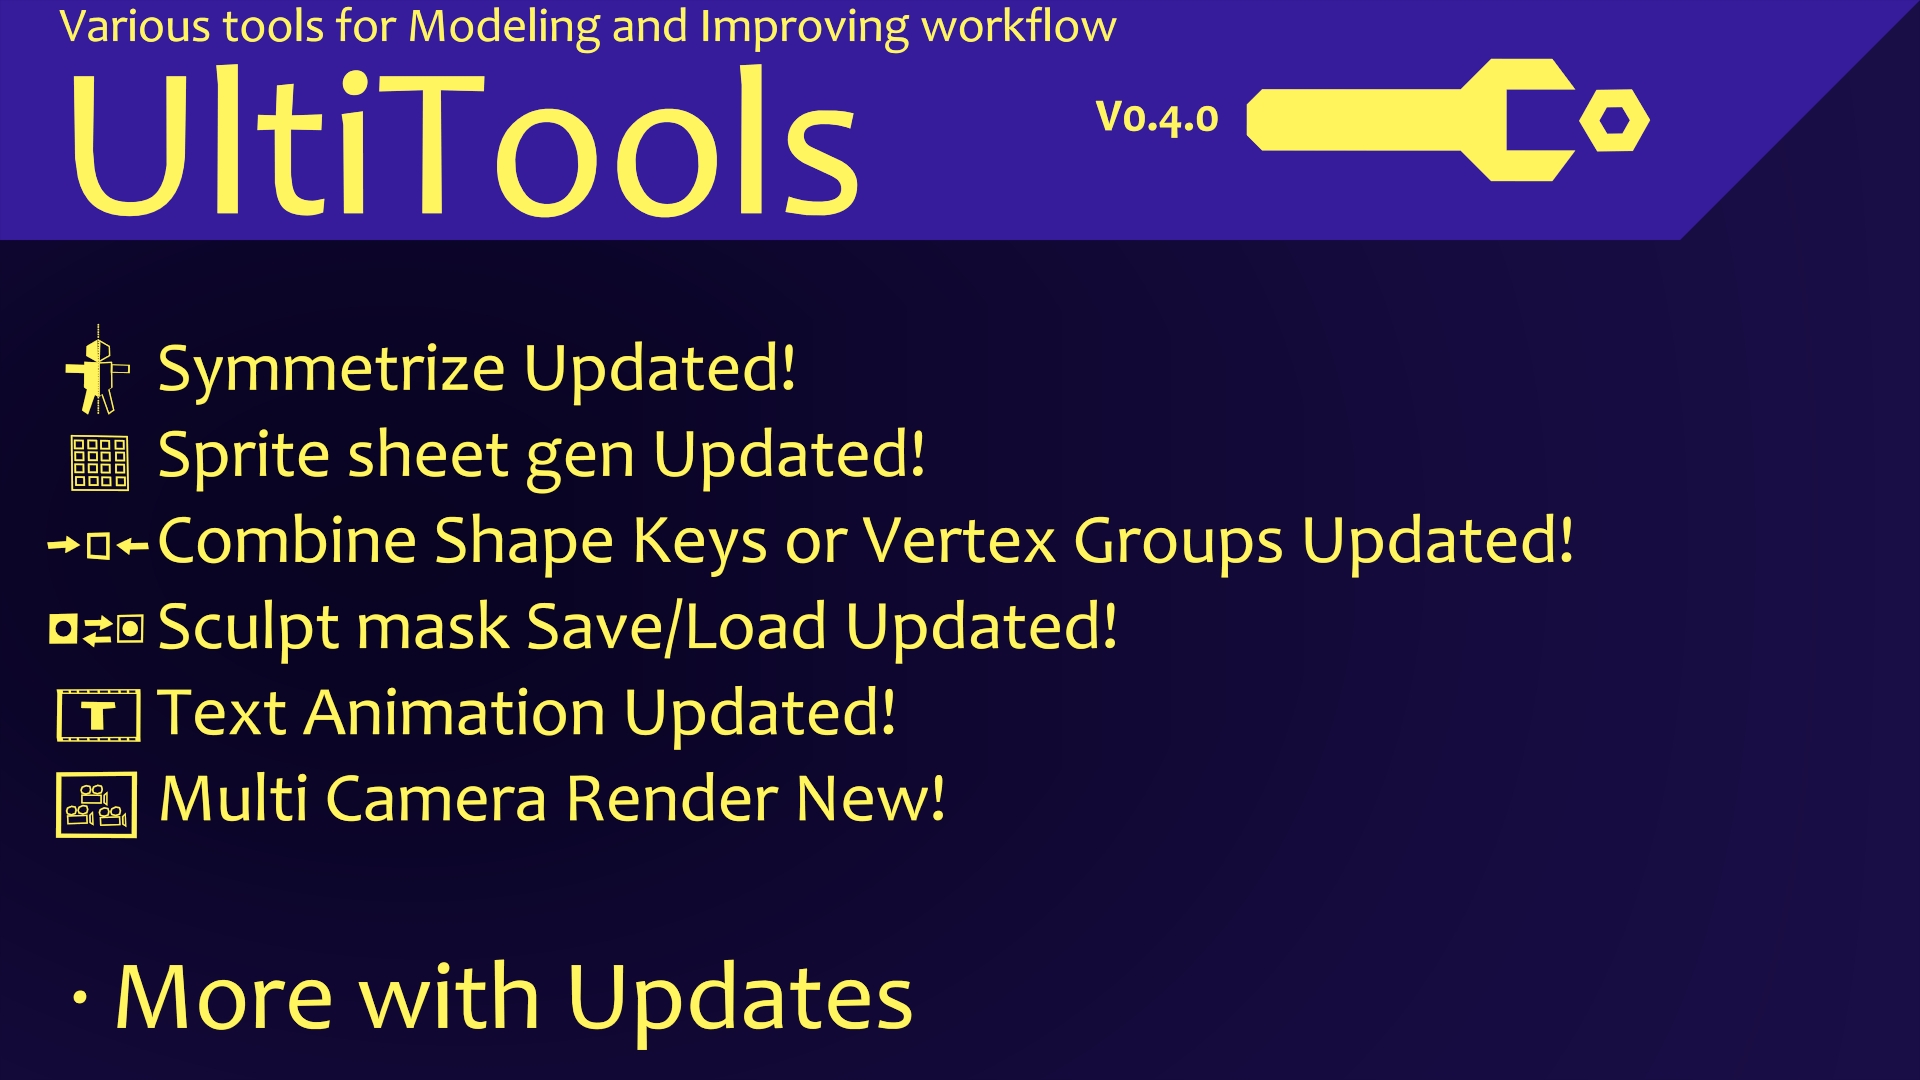 Various tools for Modeling and Improving workflow
UltiTools
V0.4.0
Symmetrize Updated!
Sprite sheet gen Updated!
Combine Shape Keys or Vertex Groups Updated!
Sculpt mask Save/Load Updated!
T
Text Animation Updated!
Multi Camera Render New!
· More with Updates